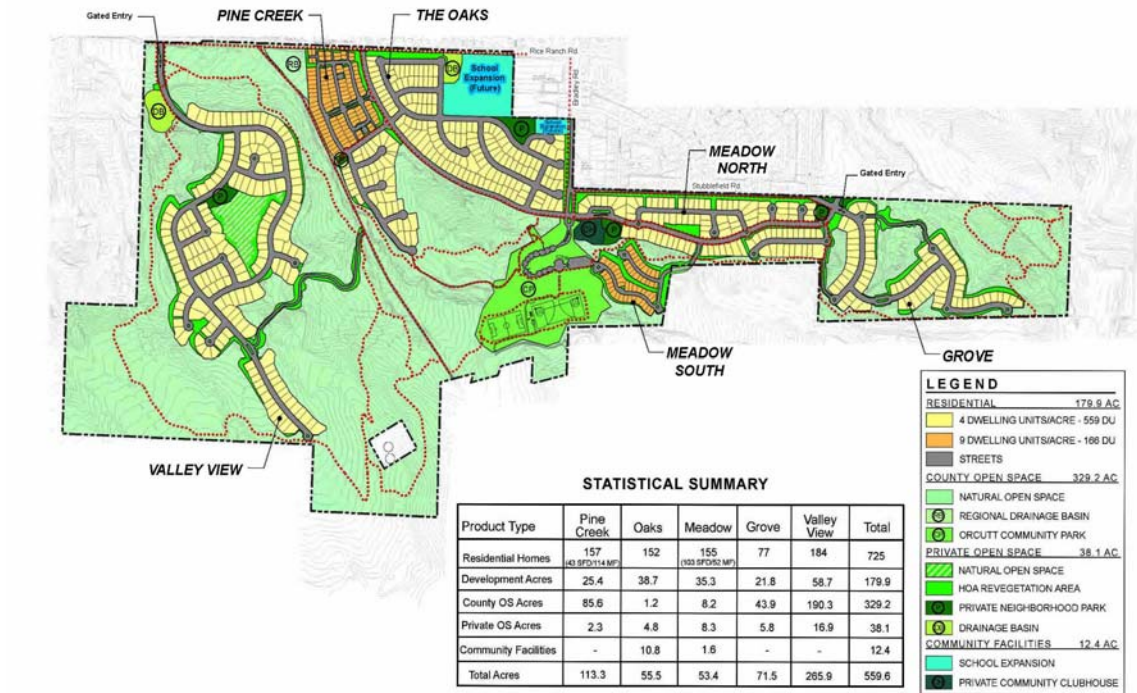 Gated Entry
PINE CREEK
THE OAKS
Rice Ranch Rd.
Bradley Rd
RB
DB
School
Expansion
(Future)
DB
P
MEADOW
NORTH
Stubblefield Rd
Gated Entry
P
CP
MEADOW
SOUTH
GROVE
VALLEY VIEW
LEGEND
RESIDENTIAL 179.9 AC
4 DWELLING UNITS/ACRE - 559 DU
9 DWELLING UNITS/ACRE - 166 DU
STREETS
COUNTY OPEN SPACE 329.2 AC
NATURAL OPEN SPACE
REGIONAL DRAINAGE BASIN
ORCUTT COMMUNITY PARK
PRIVATE OPEN SPACE 38.1 AC
NATURAL OPEN SPACE
HOA REVEGETATION AREA
PRIVATE NEIGHBORHOOD PARK
DRAINAGE BASIN
COMMUNITY FACILITIES 12.4 AC
SCHOOL EXPANSION
PRIVATE COMMUNITY CLUBHOUSE
STATISTICAL SUMMARY
Product Type Pine Creek Oaks Meadow Grove Valley View Total
Residential Homes 157 (43 SFD/114 MF) 152 155 (103 SFD/52 MF) 77 184 725
Development Acres 25.4 38.7 35.3 21.8 58.7 179.9
County OS Acres 85.6 1.2 8.2 43.9 190.3 329.2
Private OS Acres 2.3 4.8 8.3 5.8 16.9 38.1
Community Facilities - 10.8 1.6 - - 12.4
Total Acres 113.3 55.5 53.4 71.5 265.9 559.6